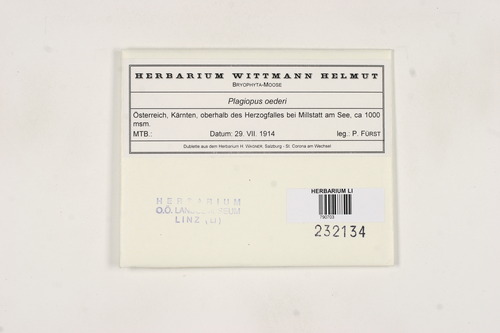 HERBARIUM WITTMANN HELMUT
BRYOPHYTA-MOOSE
Plagiopus oederi
Österreich, Kärnten, oberhalb des Herzogfalles bei Millstatt am See, ca 1000
msm.
MTB.: Datum: 29. VII. 1914 leg.: P. FÜRST
Dublette aus dem Herbarium H. WAGNER, Salzburg - St. Corona am Wechsel
HERBARIUM
O.Ö.
LINZ
HERBARIUM LI
790703
232134